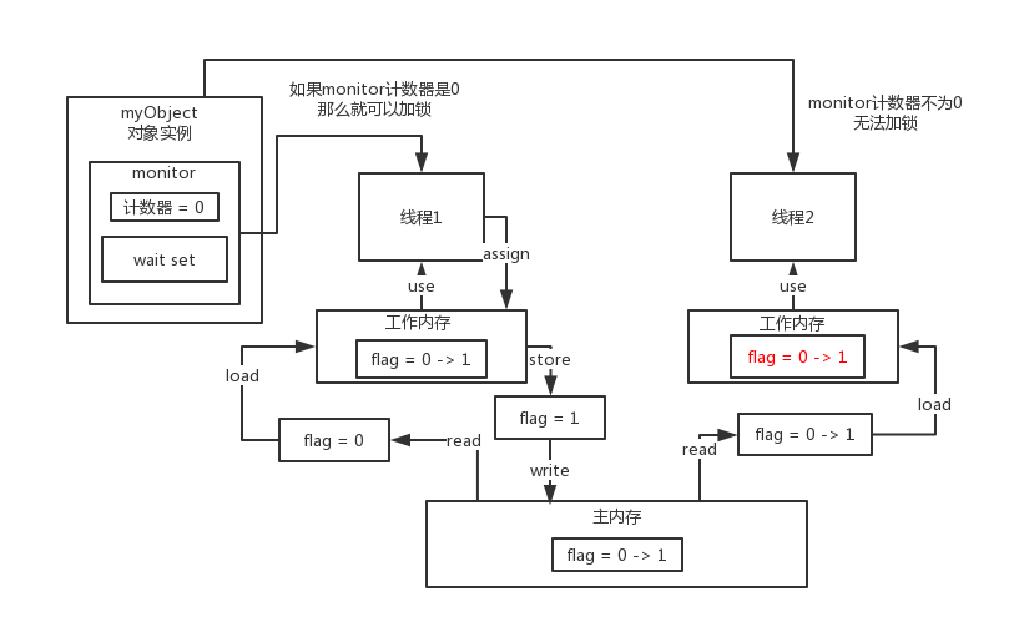 如果monitor计数器是0
那么就可以加锁
monitor计数器不为0
无法加锁
myObject
对象实例
monitor
计数器 = 0
wait set
线程1
线程2
assign
use
use
工作内存
flag = 0 -> 1
工作内存
flag = 0 -> 1
store
load
load
flag = 1
flag = 0
read
flag = 0 -> 1
read
write
主内存
flag = 0 -> 1